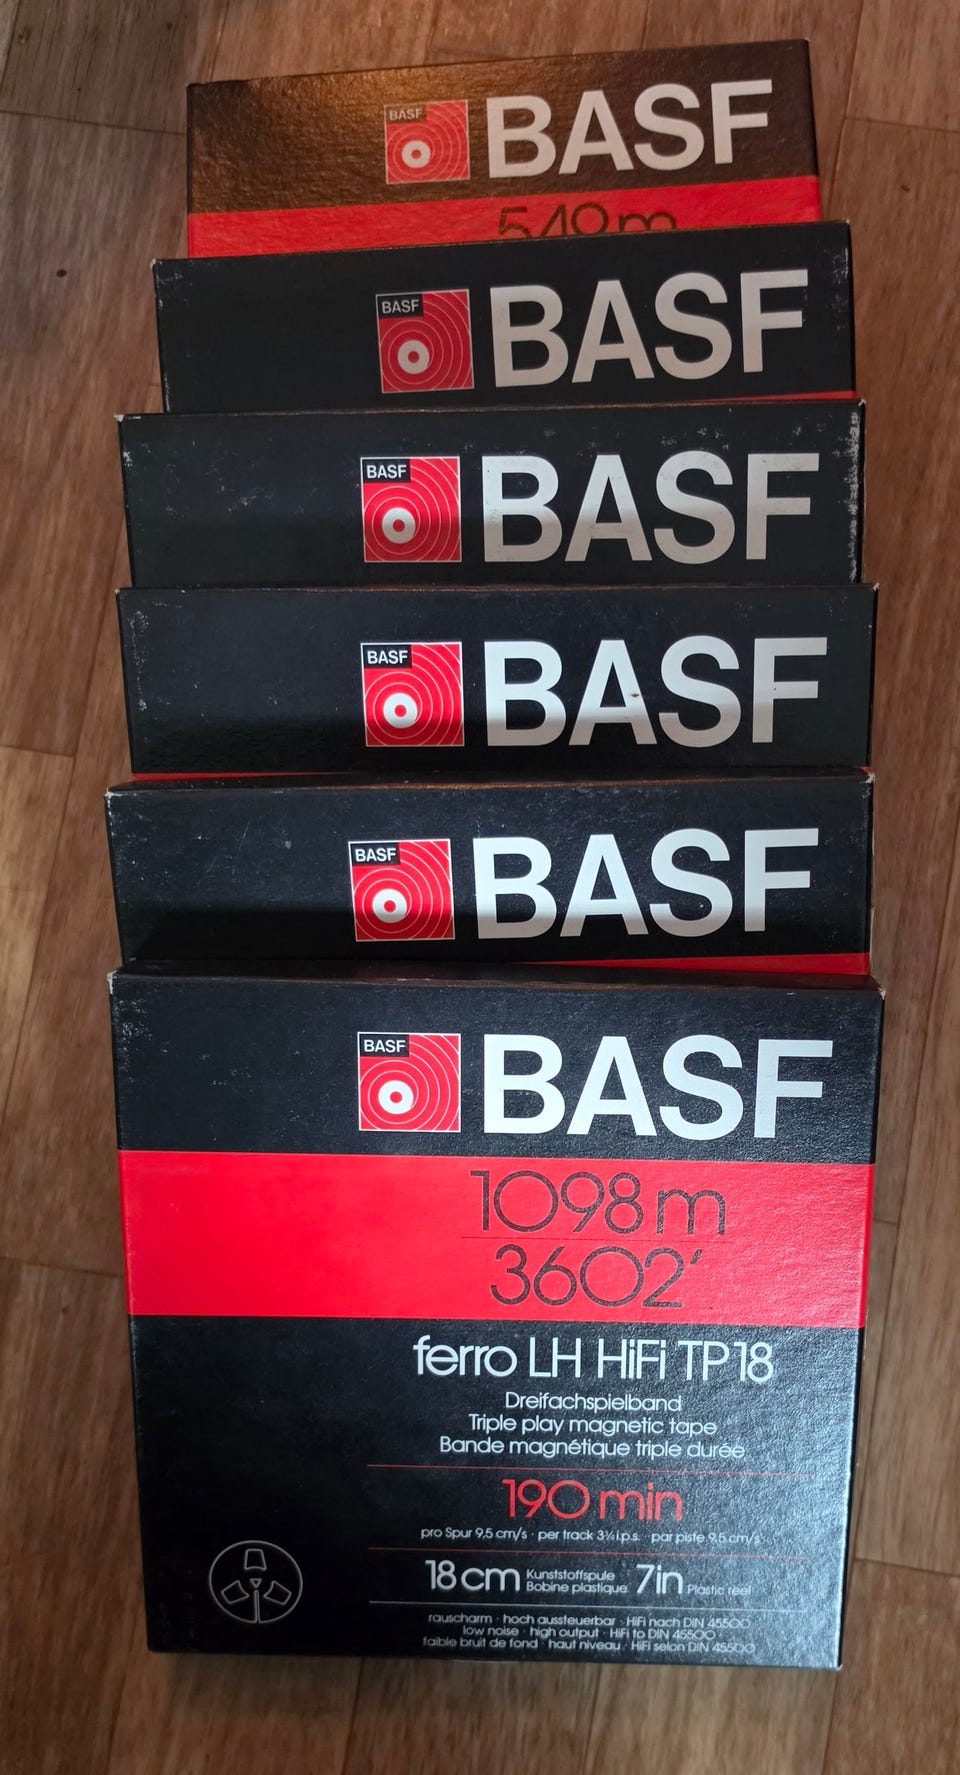 BASF BASF
549 m
BASF BASF
BASF BASF
BASF BASF
BASF BASF
BASF BASF
1098 m
3602'
ferro LH HiFi TP18
Dreifachspielband
Triple play magnetic tape
Bande magnétique triple durée
190 min
pro Spur 9,5 cm/s · per track 3¾ i.p.s. · par piste 9,5 cm/s
18 cm Kunststoffspule 7in Plastic reel
Bobine plastique
rauscharm · hoch aussteuerbar · HiFi nach DIN 45500
low noise · high output · HiFi to DIN 45500
faible bruit de fond · haut niveau · HiFi selon DIN 45500